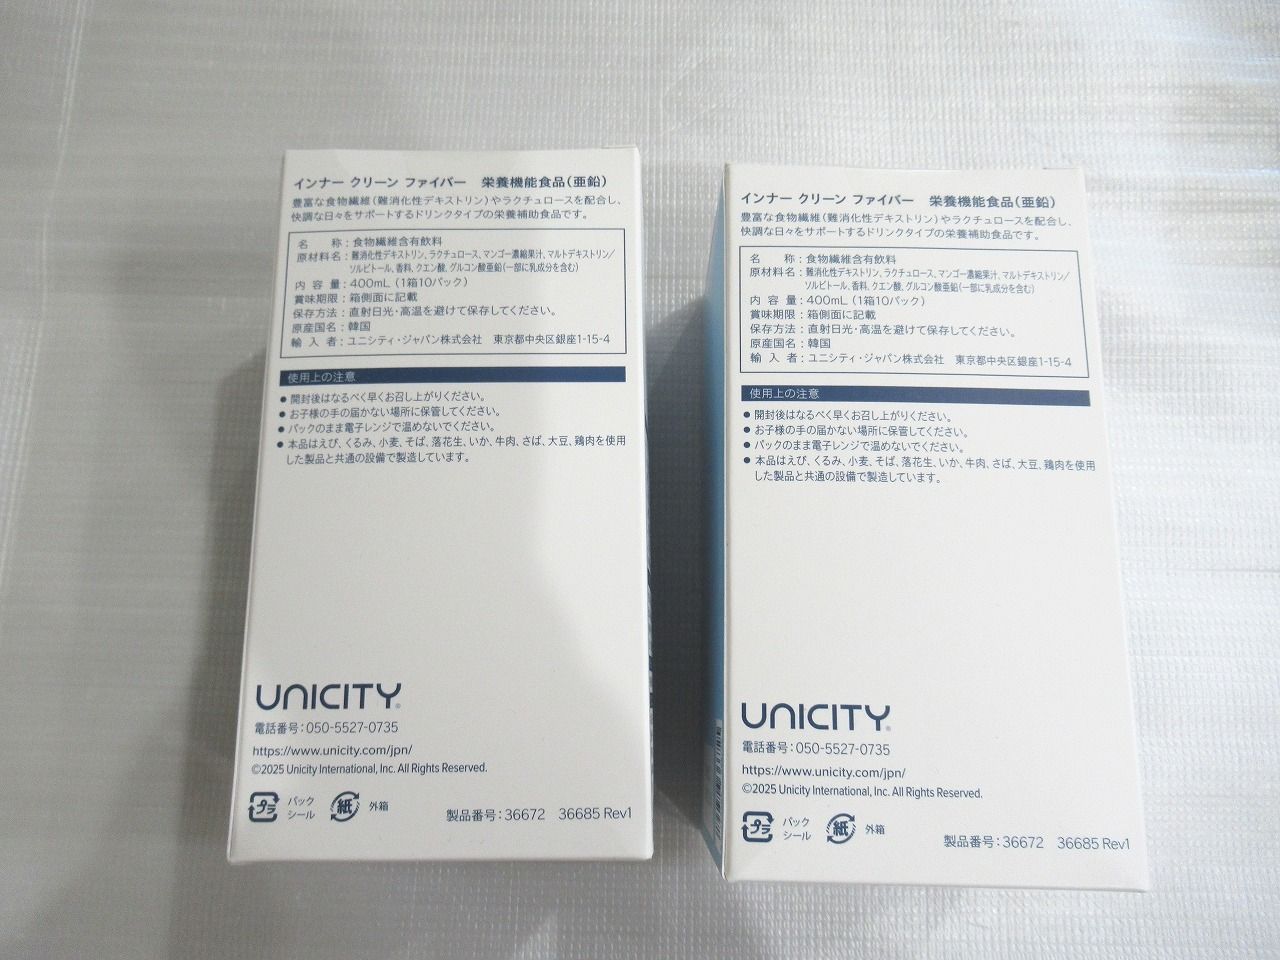 インナー クリーン ファイバー　栄養機能食品(亜鉛)
豊富な食物繊維(難消化性デキストリン)やラクチュロースを配合し、
快調な日々をサポートするドリンクタイプの栄養補助食品です。
名　　称：食物繊維含有飲料
原材料名：難消化性デキストリン、ラクチュロース、マンゴー濃縮果汁、マルトデキストリン／
ソルビトール、香料、クエン酸、グルコン酸亜鉛(一部に乳成分を含む)
内 容 量：400mL (1箱10パック)
賞味期限：箱側面に記載
保存方法：直射日光・高温を避けて保存してください。
原産国名：韓国
輸 入 者：ユニシティ・ジャパン株式会社　東京都中央区銀座1-15-4
使用上の注意
● 開封後はなるべく早くお召し上がりください。
● お子様の手の届かない場所に保管してください。
● パックのまま電子レンジで温めないでください。
● 本品はえび、くるみ、小麦、そば、落花生、いか、牛肉、さば、大豆、鶏肉を使用
した製品と共通の設備で製造しています。
UNICITY®
電話番号：050-5527-0735
https://www.unicity.com/jpn/
©2025 Unicity International, Inc. All Rights Reserved.
プラ パック シール 紙 外箱
製品番号：36672　36685 Rev1
インナー クリーン ファイバー　栄養機能食品(亜鉛)
豊富な食物繊維(難消化性デキストリン)やラクチュロースを配合し、
快調な日々をサポートするドリンクタイプの栄養補助食品です。
名　　称：食物繊維含有飲料
原材料名：難消化性デキストリン、ラクチュロース、マンゴー濃縮果汁、マルトデキストリン／
ソルビトール、香料、クエン酸、グルコン酸亜鉛(一部に乳成分を含む)
内 容 量：400mL (1箱10パック)
賞味期限：箱側面に記載
保存方法：直射日光・高温を避けて保存してください。
原産国名：韓国
輸 入 者：ユニシティ・ジャパン株式会社　東京都中央区銀座1-15-4
使用上の注意
● 開封後はなるべく早くお召し上がりください。
● お子様の手の届かない場所に保管してください。
● パックのまま電子レンジで温めないでください。
● 本品はえび、くるみ、小麦、そば、落花生、いか、牛肉、さば、大豆、鶏肉を使用
した製品と共通の設備で製造しています。
UNICITY®
電話番号：050-5527-0735
https://www.unicity.com/jpn/
©2025 Unicity International, Inc. All Rights Reserved.
プラ パック シール 紙 外箱
製品番号：36672　36685 Rev1